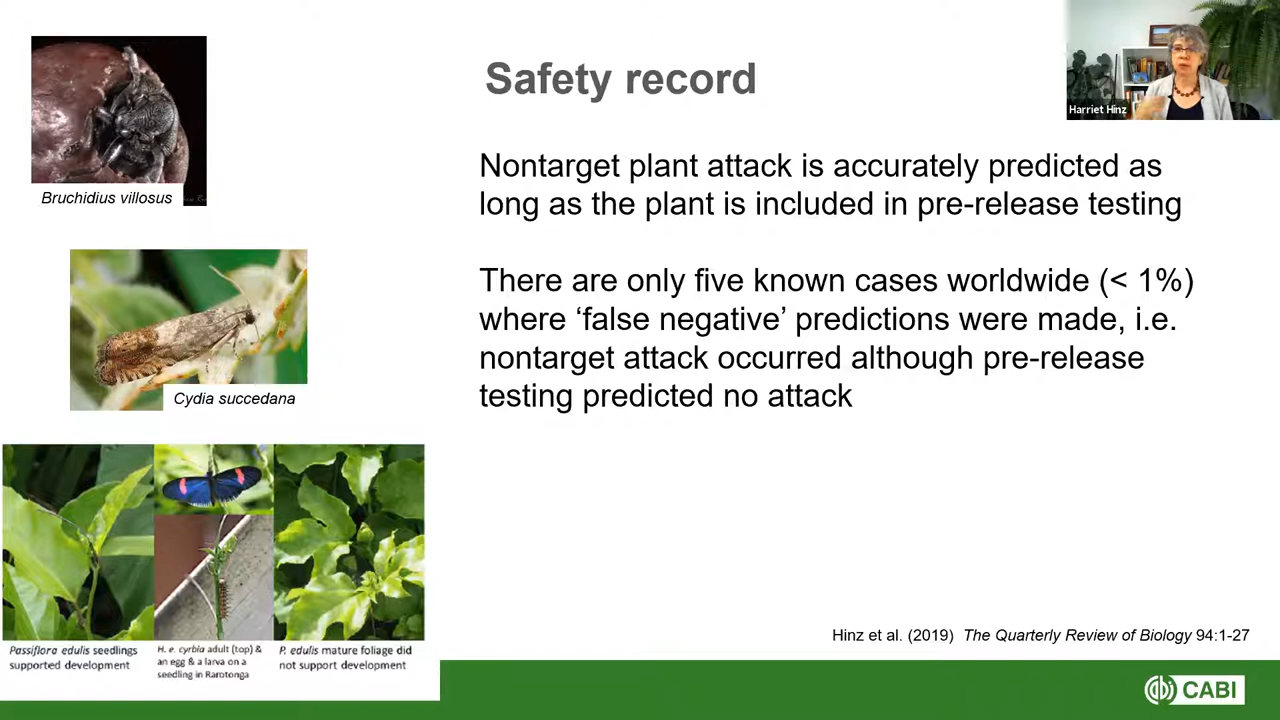 Safety record
Harriet Hinz
Nontarget plant attack is accurately predicted as
long as the plant is included in pre-release testing
There are only five known cases worldwide (< 1%)
where ‘false negative’ predictions were made, i.e.
nontarget attack occurred although pre-release
testing predicted no attack
Bruchidius villosus
Cydia succedana
Passiflora edulis seedlings
supported development
H. e. cyrbia adult (top) &
an egg & a larva on a
seedling in Rarotonga
P. edulis mature foliage did
not support development
Hinz et al. (2019) The Quarterly Review of Biology 94:1-27
CABI